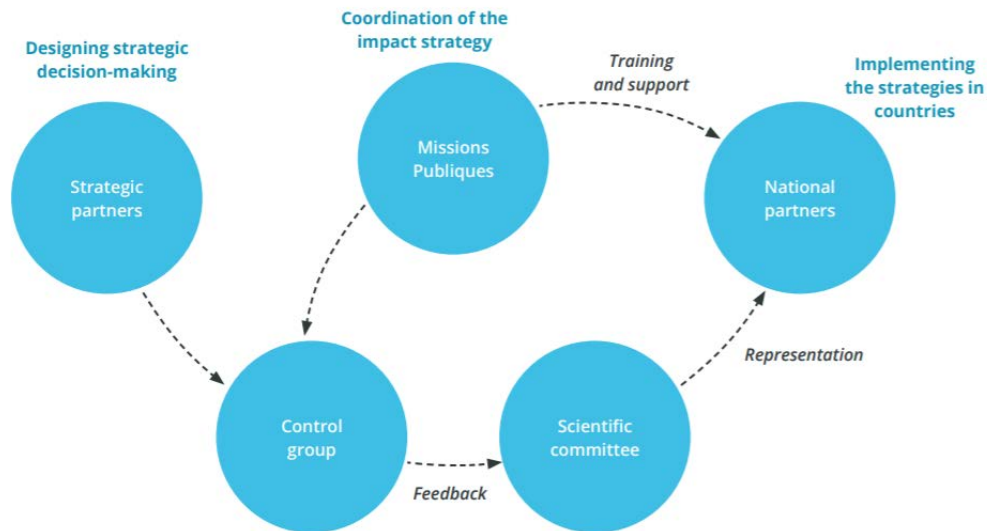 Coordination of the
impact strategy
Designing strategic
decision-making
Training
and support
Implementing
the strategies in
countries
Missions
Publiques
Strategic
partners
National
partners
Representation
Control
group
Scientific
committee
Feedback